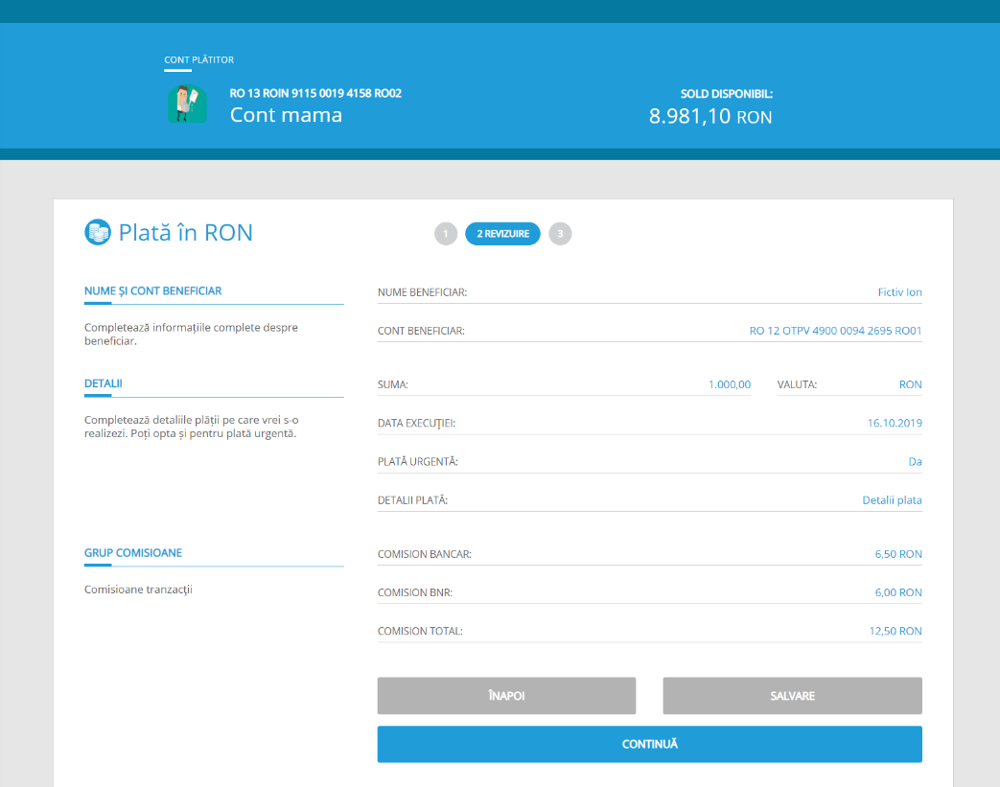 CONT PLĂTITOR
RO 13 ROIN 9115 0019 4158 RO02
Cont mama
SOLD DISPONIBIL:
8.981,10 RON
Plată în RON
1
2 REVIZUIRE
3
NUME ȘI CONT BENEFICIAR
Completează informațiile complete despre
beneficiar.
NUME BENEFICIAR: Fictiv Ion
CONT BENEFICIAR: RO 12 OTPV 4900 0094 2695 RO01
DETALII
Completează detaliile plății pe care vrei s-o
realizezi. Poți opta și pentru plată urgentă.
SUMA: 1.000,00 VALUTA: RON
DATA EXECUȚIEI: 16.10.2019
PLATĂ URGENTĂ: Da
DETALII PLATĂ: Detalii plata
GRUP COMISIOANE
Comisioane tranzacții
COMISION BANCAR: 6,50 RON
COMISION BNR: 6,00 RON
COMISION TOTAL: 12,50 RON
ÎNAPOI
SALVARE
CONTINUĂ